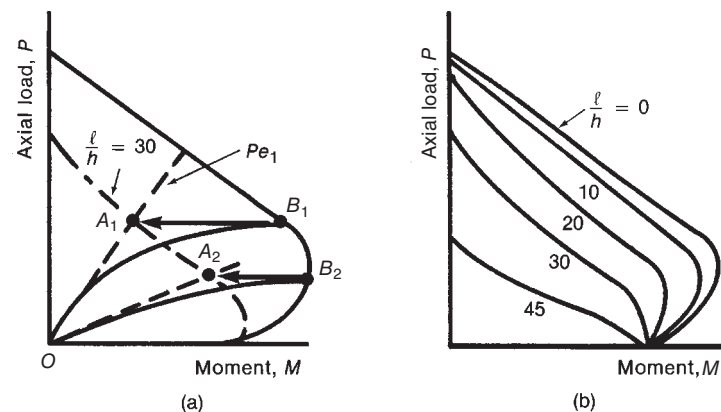 Axial load, P
ℓ/h = 30
Pe1
A1
B1
A2
B2
O
Moment, M
(a)
Axial load, P
ℓ/h = 0
10
20
30
45
Moment, M
(b)